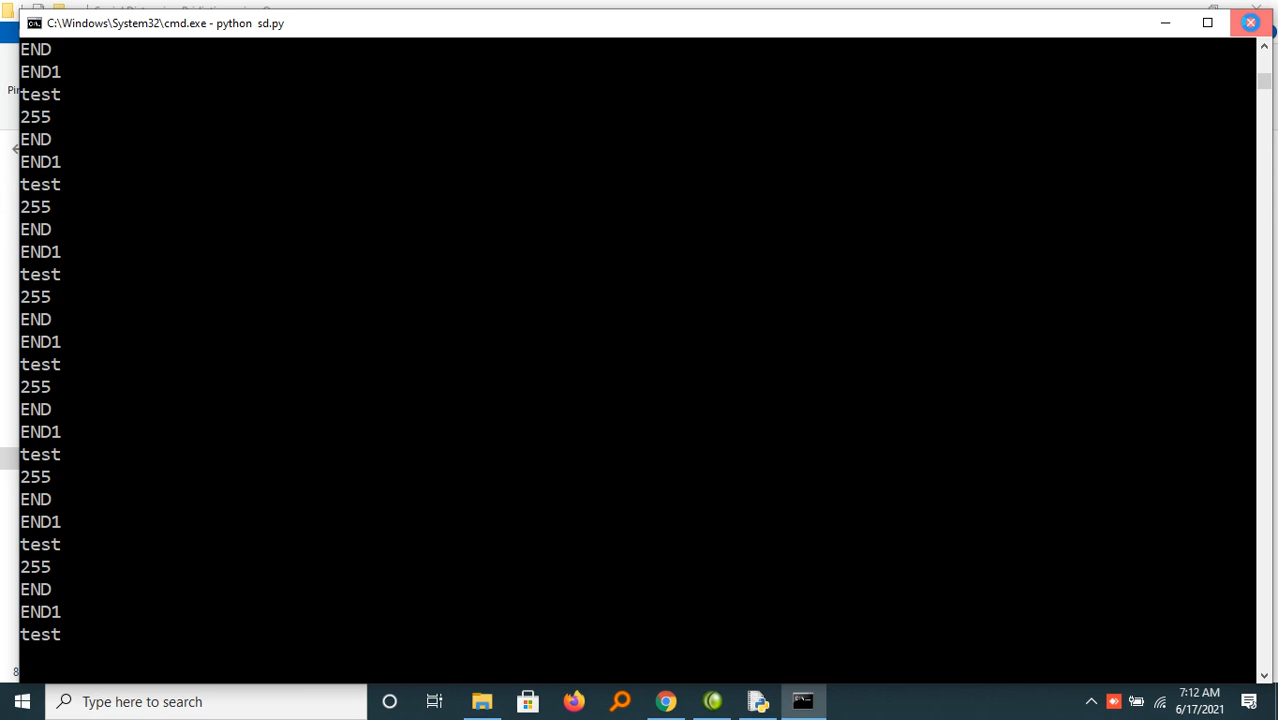 C:\Windows\System32\cmd.exe - python  sd.py
END
END1
test
255
END
END1
test
255
END
END1
test
255
END
END1
test
255
END
END1
test
255
END
END1
test
255
END
END1
test
Type here to search
7:12 AM
6/17/2021